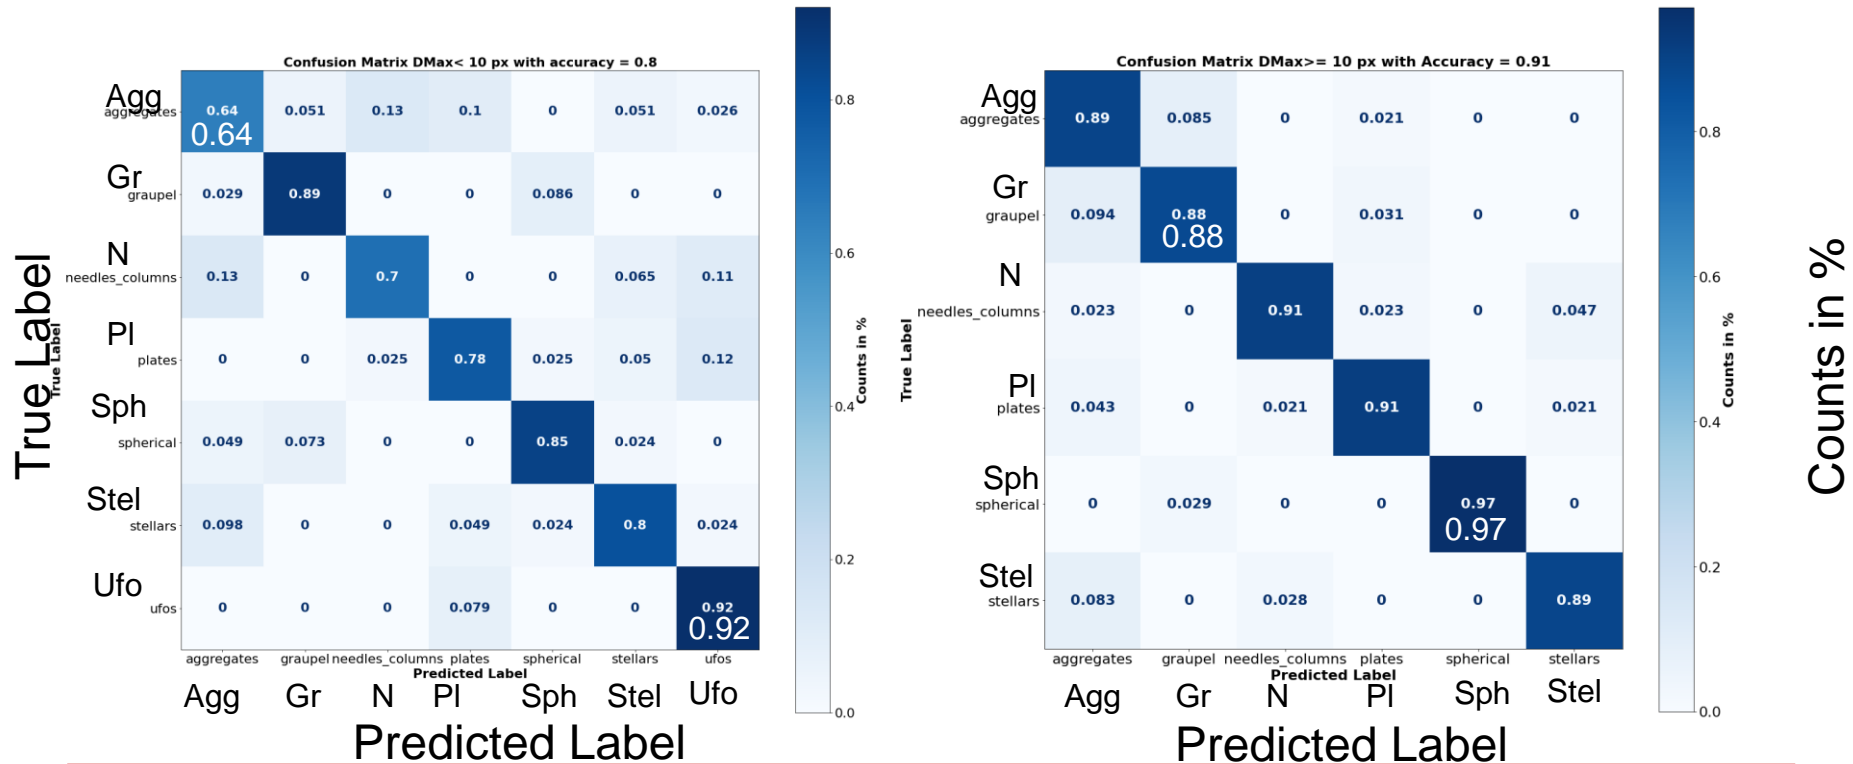 Confusion Matrix DMax< 10 px with accuracy = 0.8
True Label
True Label
Agg
aggregates 0.64 0.051 0.13 0.1 0 0.051 0.026
0.64
Gr
graupel 0.029 0.89 0 0 0.086 0 0
N
needles_columns 0.13 0 0.7 0 0 0.065 0.11
Pl
plates 0 0 0.025 0.78 0.025 0.05 0.12
Sph
spherical 0.049 0.073 0 0 0.85 0.024 0
Stel
stellars 0.098 0 0 0.049 0.024 0.8 0.024
Ufo
ufos 0 0 0 0.079 0 0 0.92
0.92
aggregates graupel needles_columns plates spherical stellars ufos
Predicted Label
Agg Gr N Pl Sph Stel Ufo
Predicted Label
0.8
0.6
0.4
0.2
0.0
Counts in %
Confusion Matrix DMax>= 10 px with Accuracy = 0.91
True Label
Agg
aggregates 0.89 0.085 0 0.021 0 0
Gr
graupel 0.094 0.88 0 0.031 0 0
0.88
N
needles_columns 0.023 0 0.91 0.023 0 0.047
Pl
plates 0.043 0 0.021 0.91 0 0.021
Sph
spherical 0 0.029 0 0 0.97 0
0.97
Stel
stellars 0.083 0 0.028 0 0 0.89
aggregates graupel needles_columns plates spherical stellars
Predicted Label
Agg Gr N Pl Sph Stel
Predicted Label
0.8
0.6
0.4
0.2
0.0
Counts in %
Counts in %